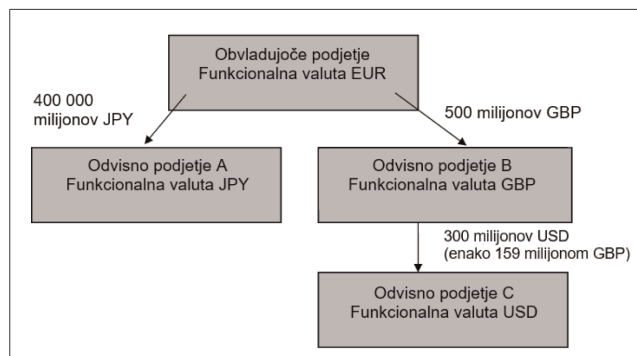 Obvladujoče podjetje
Funkcionalna valuta EUR
400 000
milijonov JPY
500 milijonov GBP
Odvisno podjetje A
Funkcionalna valuta JPY
Odvisno podjetje B
Funkcionalna valuta GBP
300 milijonov USD
(enako 159 milijonom GBP)
Odvisno podjetje C
Funkcionalna valuta USD